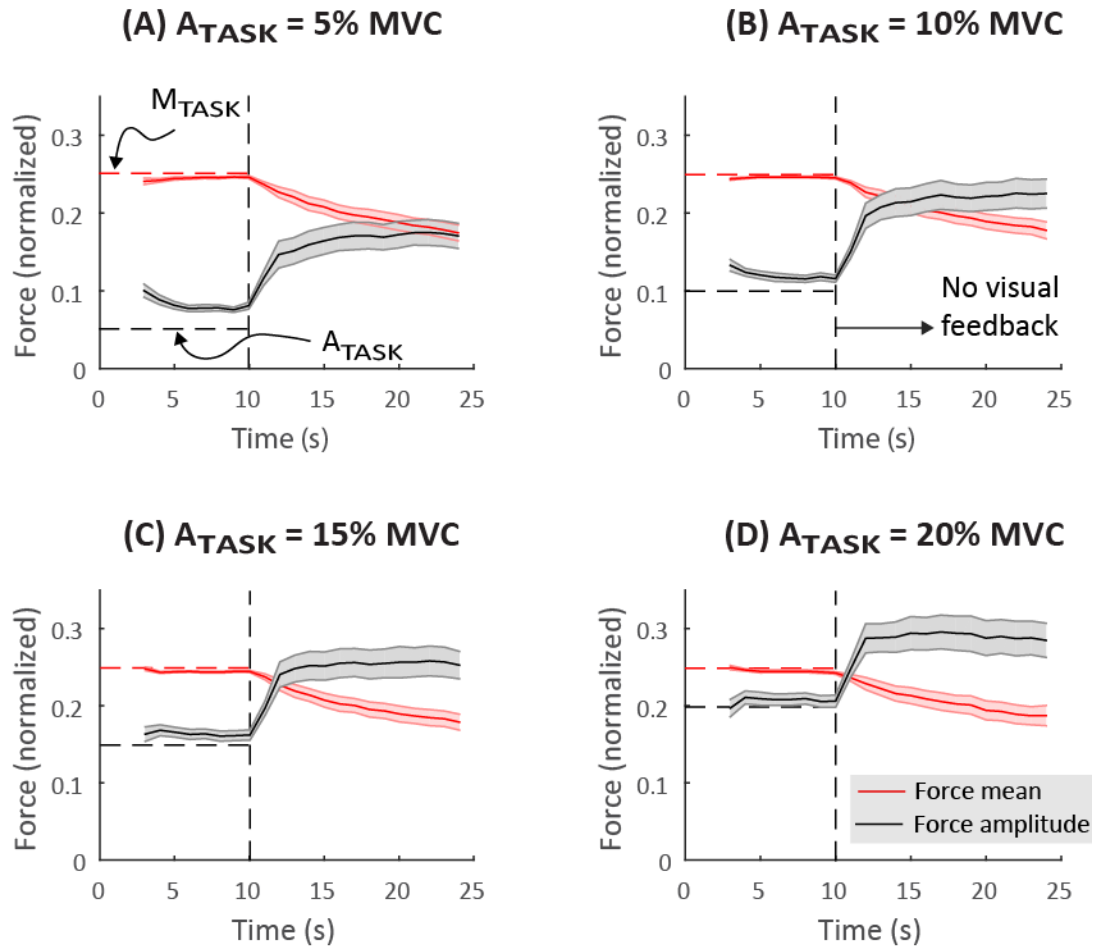 (A) ATASK = 5% MVC
Force (normalized)
0.3
0.2
0.1
0
MTASK
ATASK
0 5 10 15 20 25
Time (s)
(B) ATASK = 10% MVC
Force (normalized)
0.3
0.2
0.1
0
No visual
feedback
0 5 10 15 20 25
Time (s)
(C) ATASK = 15% MVC
Force (normalized)
0.3
0.2
0.1
0
0 5 10 15 20 25
Time (s)
(D) ATASK = 20% MVC
Force (normalized)
0.3
0.2
0.1
0
Force mean
Force amplitude
0 5 10 15 20 25
Time (s)